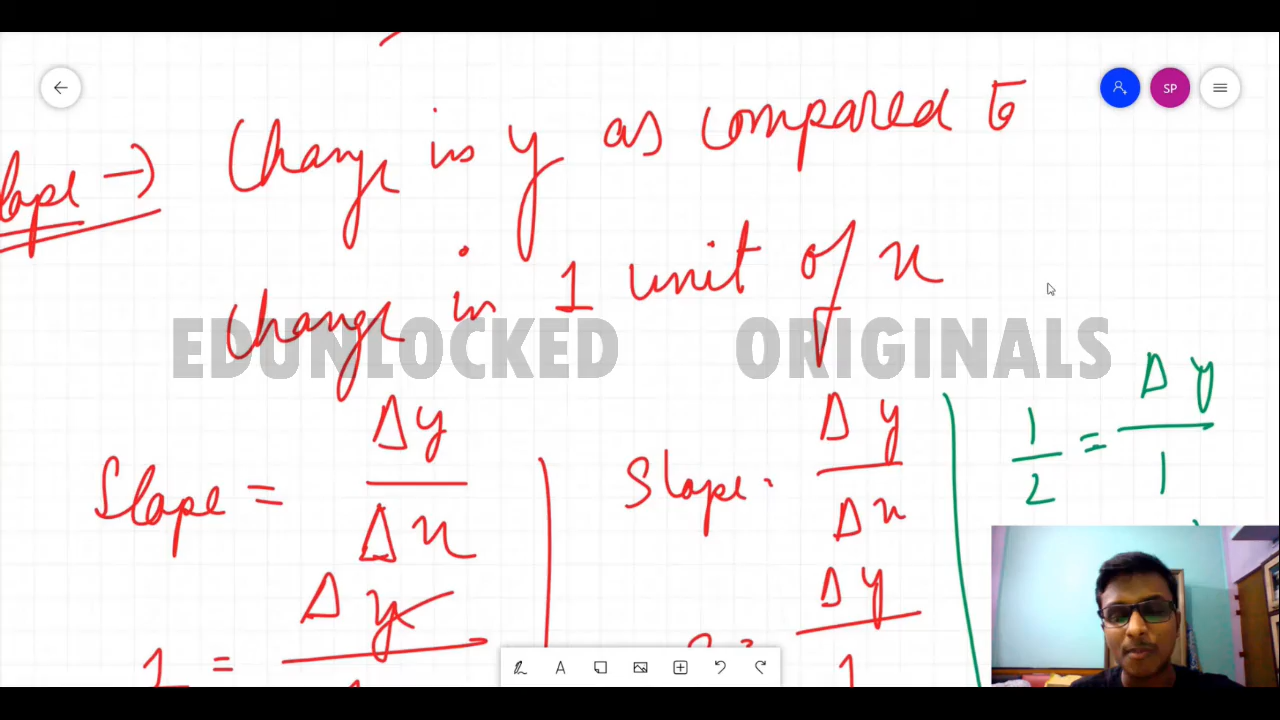 SP
Change in y as compared to
Slope →
change in 1 unit of x
EDUNLOCKED ORIGINALS
Slope = Δy / Δx
Slope = Δy / Δx
1/2 = Δy / 1
1 = Δy
Δy / 1
A